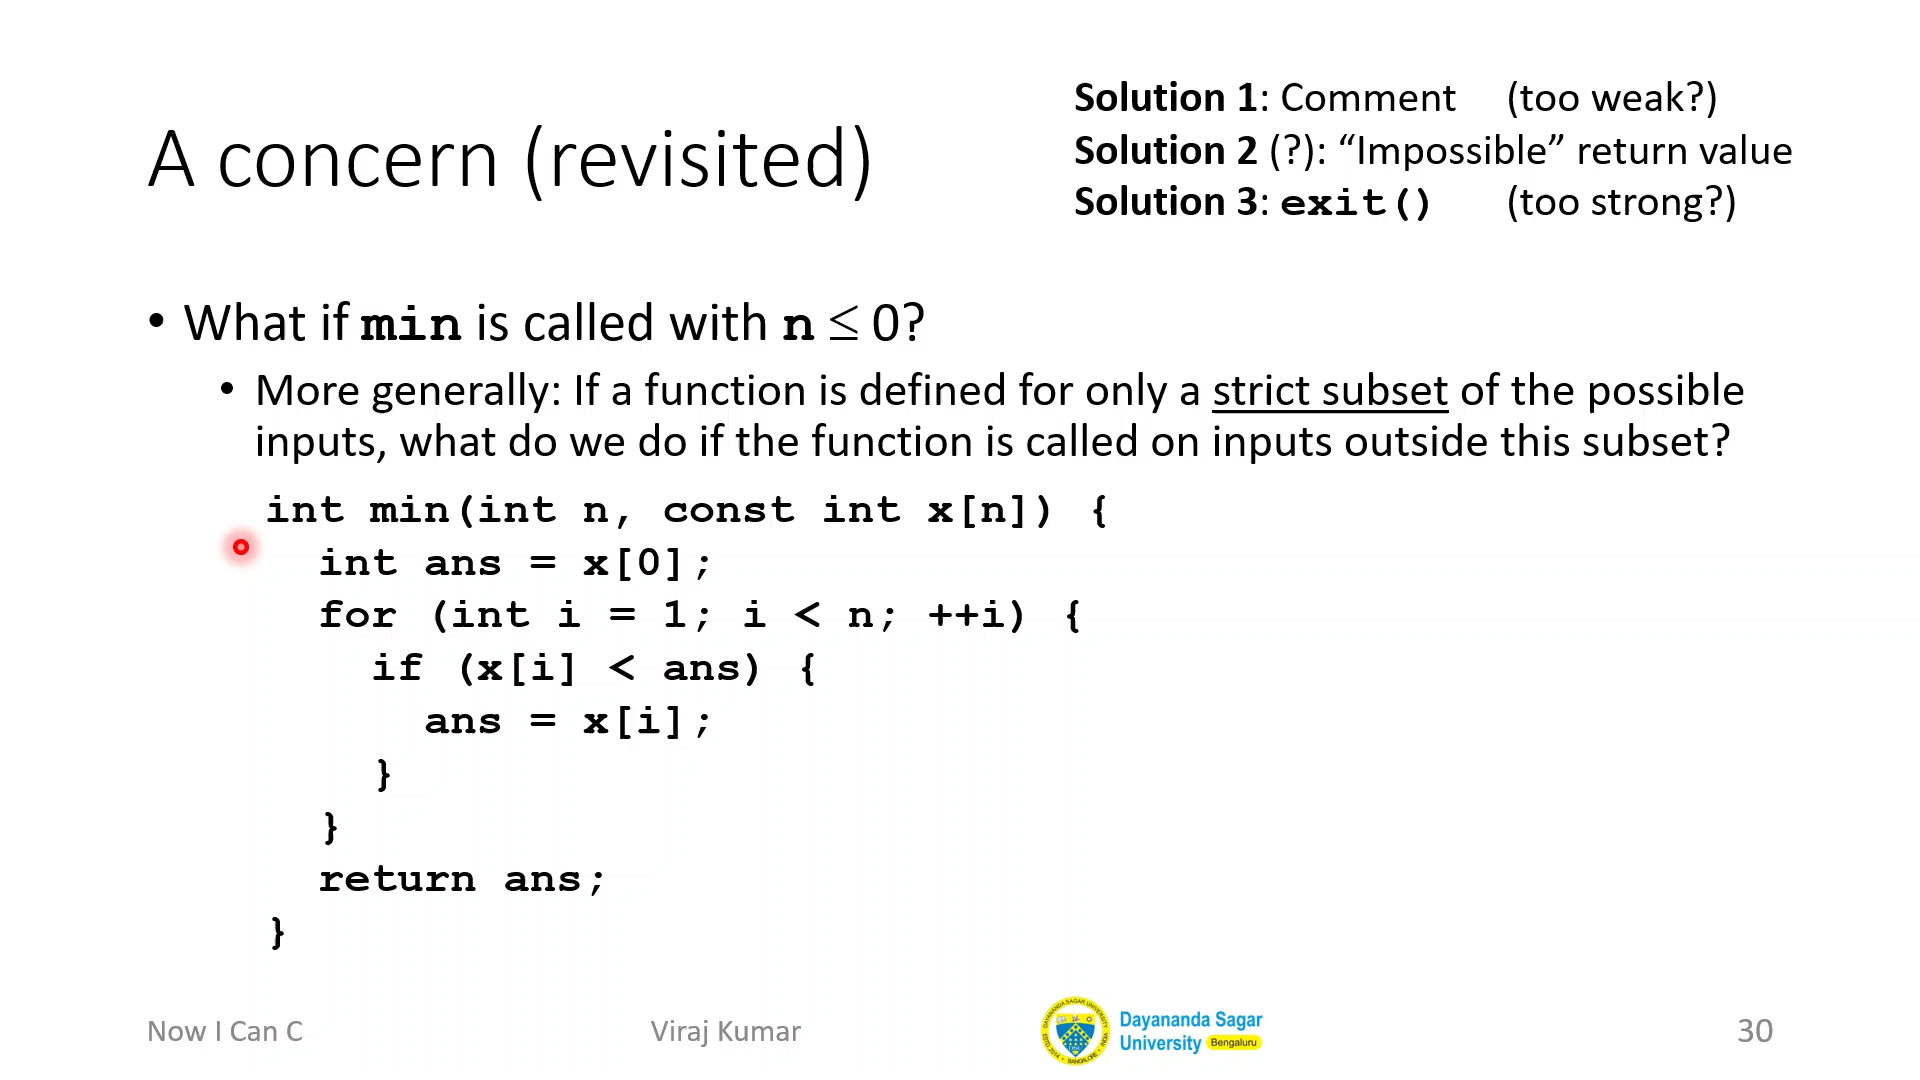 A concern (revisited)
Solution 1: Comment (too weak?)
Solution 2 (?): “Impossible” return value
Solution 3: exit() (too strong?)
• What if min is called with n ≤ 0?
• More generally: If a function is defined for only a strict subset of the possible
inputs, what do we do if the function is called on inputs outside this subset?
int min(int n, const int x[n]) {
int ans = x[0];
for (int i = 1; i < n; ++i) {
if (x[i] < ans) {
ans = x[i];
}
}
return ans;
}
Now I Can C
Viraj Kumar
DAYANANDA SAGAR UNIVERSITY
Dayananda Sagar
University Bengaluru
30